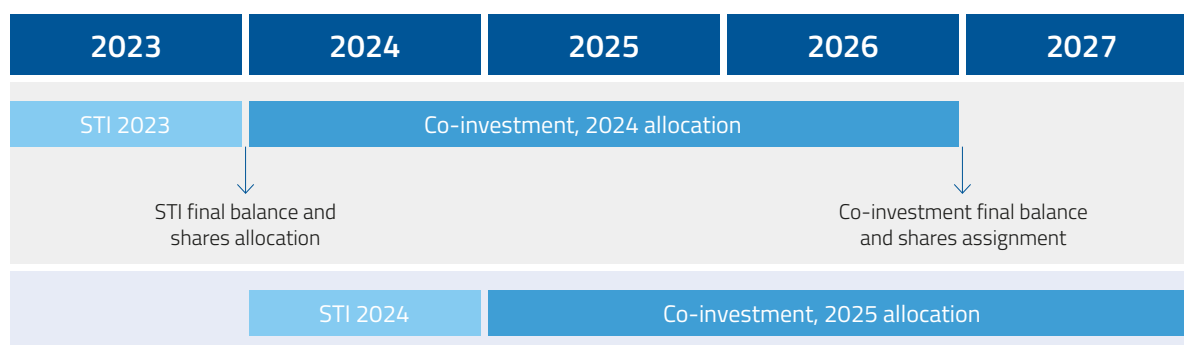 2023 2024 2025 2026 2027
STI 2023 Co-investment, 2024 allocation
STI final balance and
shares allocation
Co-investment final balance
and shares assignment
STI 2024 Co-investment, 2025 allocation